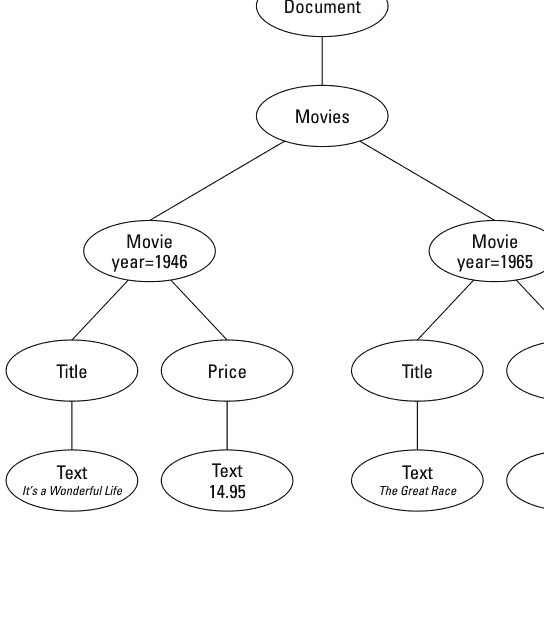 Document
Movies
Movie
year=1946
Movie
year=1965
Title
Price
Title
Text
It's a Wonderful Life
Text
14.95
Text
The Great Race